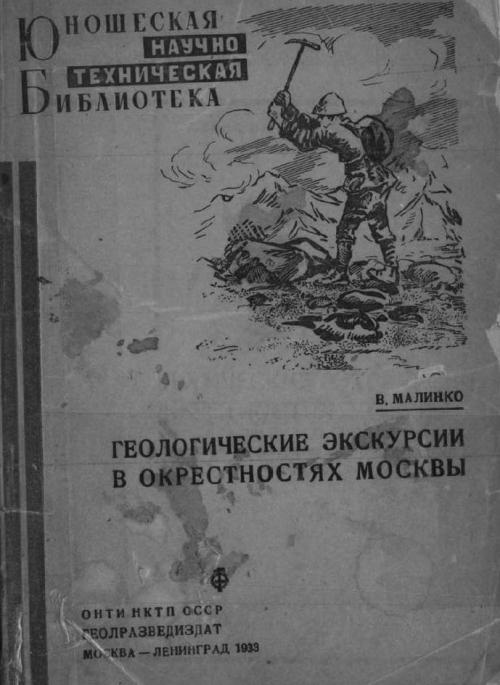 ЮНОШЕСКАЯ
НАУЧНО
ТЕХНИЧЕСКАЯ
БИБЛИОТЕКА
В. МАЛИНКО
ГЕОЛОГИЧЕСКИЕ ЭКСКУРСИИ
В ОКРЕСТНОСТЯХ МОСКВЫ
ОНТИ НКТП СССР
ГЕОЛРАЗВЕДИЗДАТ
МОСКВА — ЛЕНИНГРАД 1933